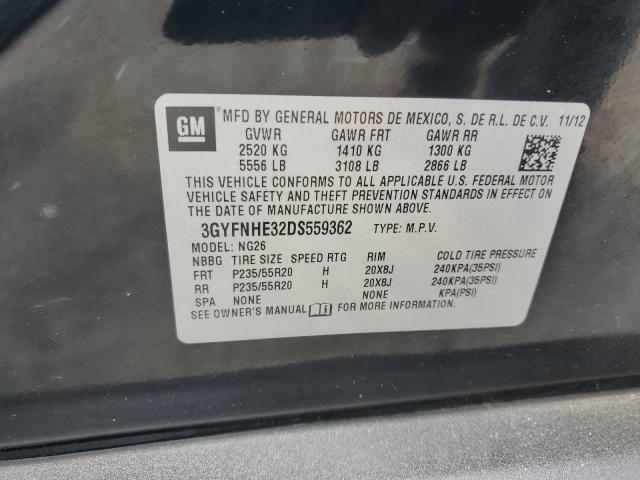 GM
MFD BY GENERAL MOTORS DE MEXICO, S. DE R.L. DE C.V. 11/12
GVWR GAWR FRT GAWR RR
2520 KG 1410 KG 1300 KG
5556 LB 3108 LB 2866 LB
THIS VEHICLE CONFORMS TO ALL APPLICABLE U.S. FEDERAL MOTOR
VEHICLE SAFETY AND THEFT PREVENTION STANDARDS IN EFFECT ON
THE DATE OF MANUFACTURE SHOWN ABOVE.
3GYFNHE32DS559362 TYPE: M.P.V.
MODEL: NG26
NBBG TIRE SIZE SPEED RTG RIM COLD TIRE PRESSURE
FRT P235/55R20 H 20X8J 240KPA(35PSI)
RR P235/55R20 H 20X8J 240KPA(35PSI)
SPA NONE NONE KPA(PSI)
SEE OWNER'S MANUAL FOR MORE INFORMATION.